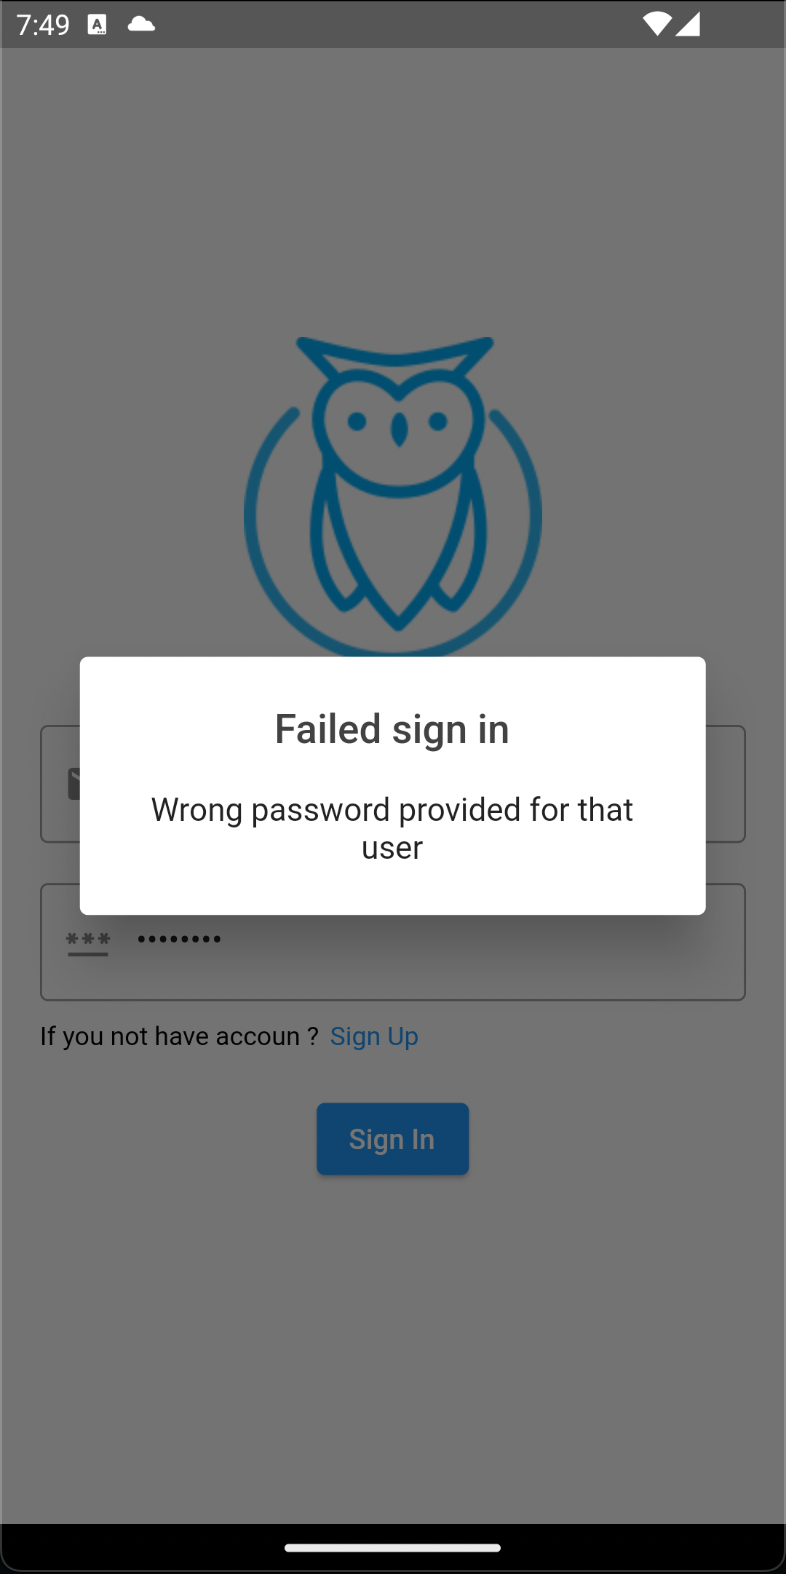 7:49
A
Failed sign in
Wrong password provided for that
user
*** ••••••••
If you not have accoun ? Sign Up
Sign In